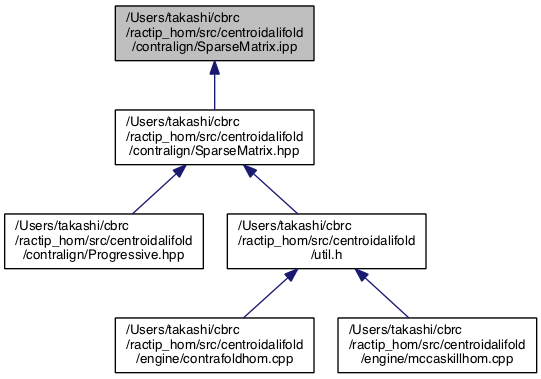 /Users/takashi/cbrc
/ractip_hom/src/centroidalifold
/contralign/SparseMatrix.ipp
/Users/takashi/cbrc
/ractip_hom/src/centroidalifold
/contralign/SparseMatrix.hpp
/Users/takashi/cbrc
/ractip_hom/src/centroidalifold
/contralign/Progressive.hpp
/Users/takashi/cbrc
/ractip_hom/src/centroidalifold
/util.h
/Users/takashi/cbrc
/ractip_hom/src/centroidalifold
/engine/contrafoldhom.cpp
/Users/takashi/cbrc
/ractip_hom/src/centroidalifold
/engine/mccaskillhom.cpp